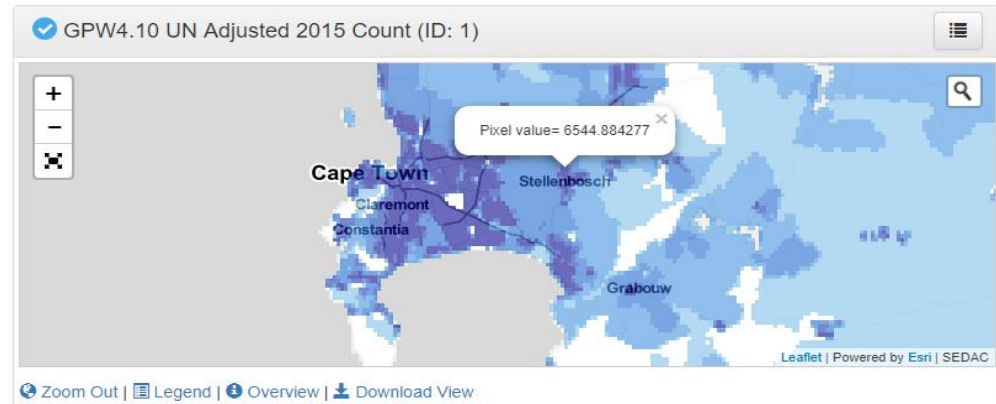 GPW4.10 UN Adjusted 2015 Count (ID: 1)
+
−
Pixel value= 6544.884277 ×
Cape Town
Stellenbosch
Claremont
Constantia
Grabouw
Leaflet | Powered by Esri | SEDAC
Zoom Out | Legend | Overview | Download View